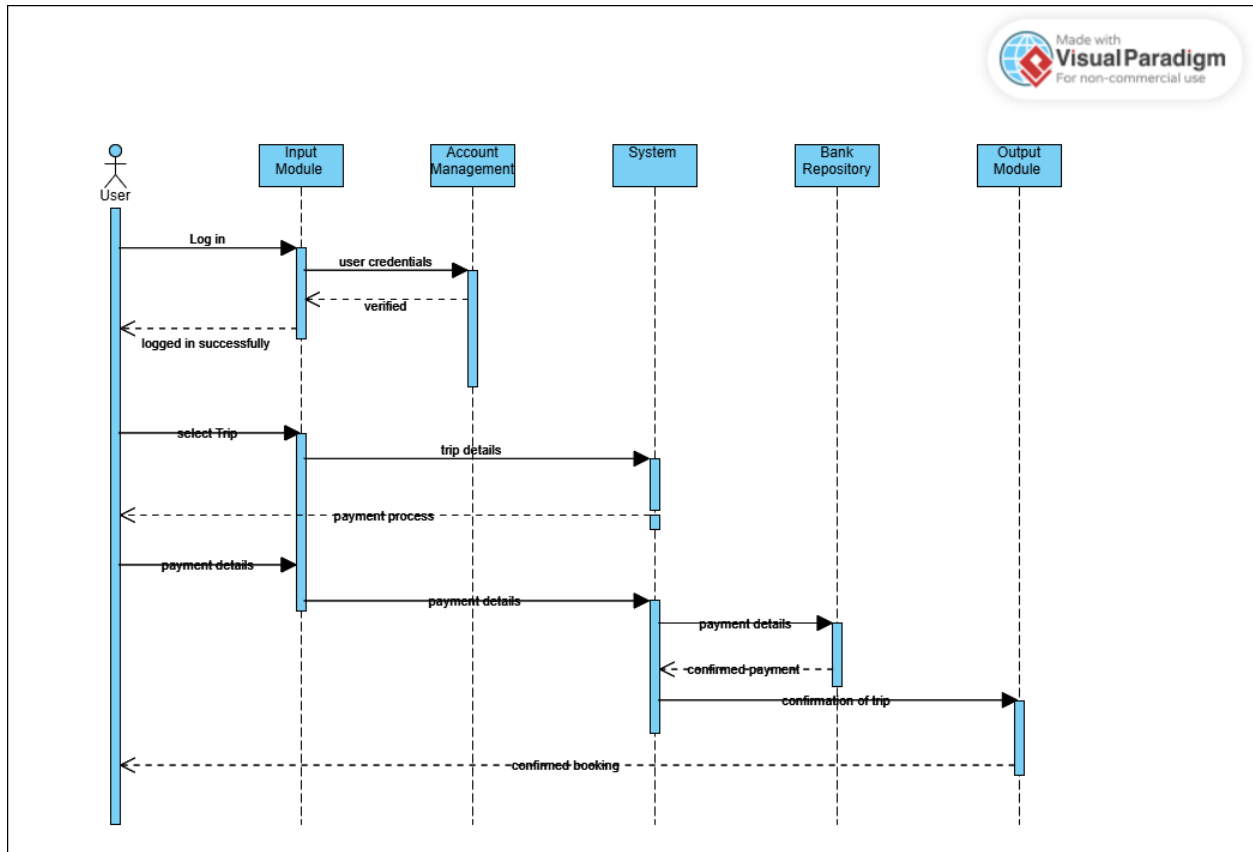 Made with
Visual Paradigm
For non-commercial use
User
Input
Module
Account
Management
System
Bank
Repository
Output
Module
Log in
user credentials
verified
logged in successfully
select Trip
trip details
payment process
payment details
payment details
payment details
confirmed payment
confirmation of trip
confirmed booking